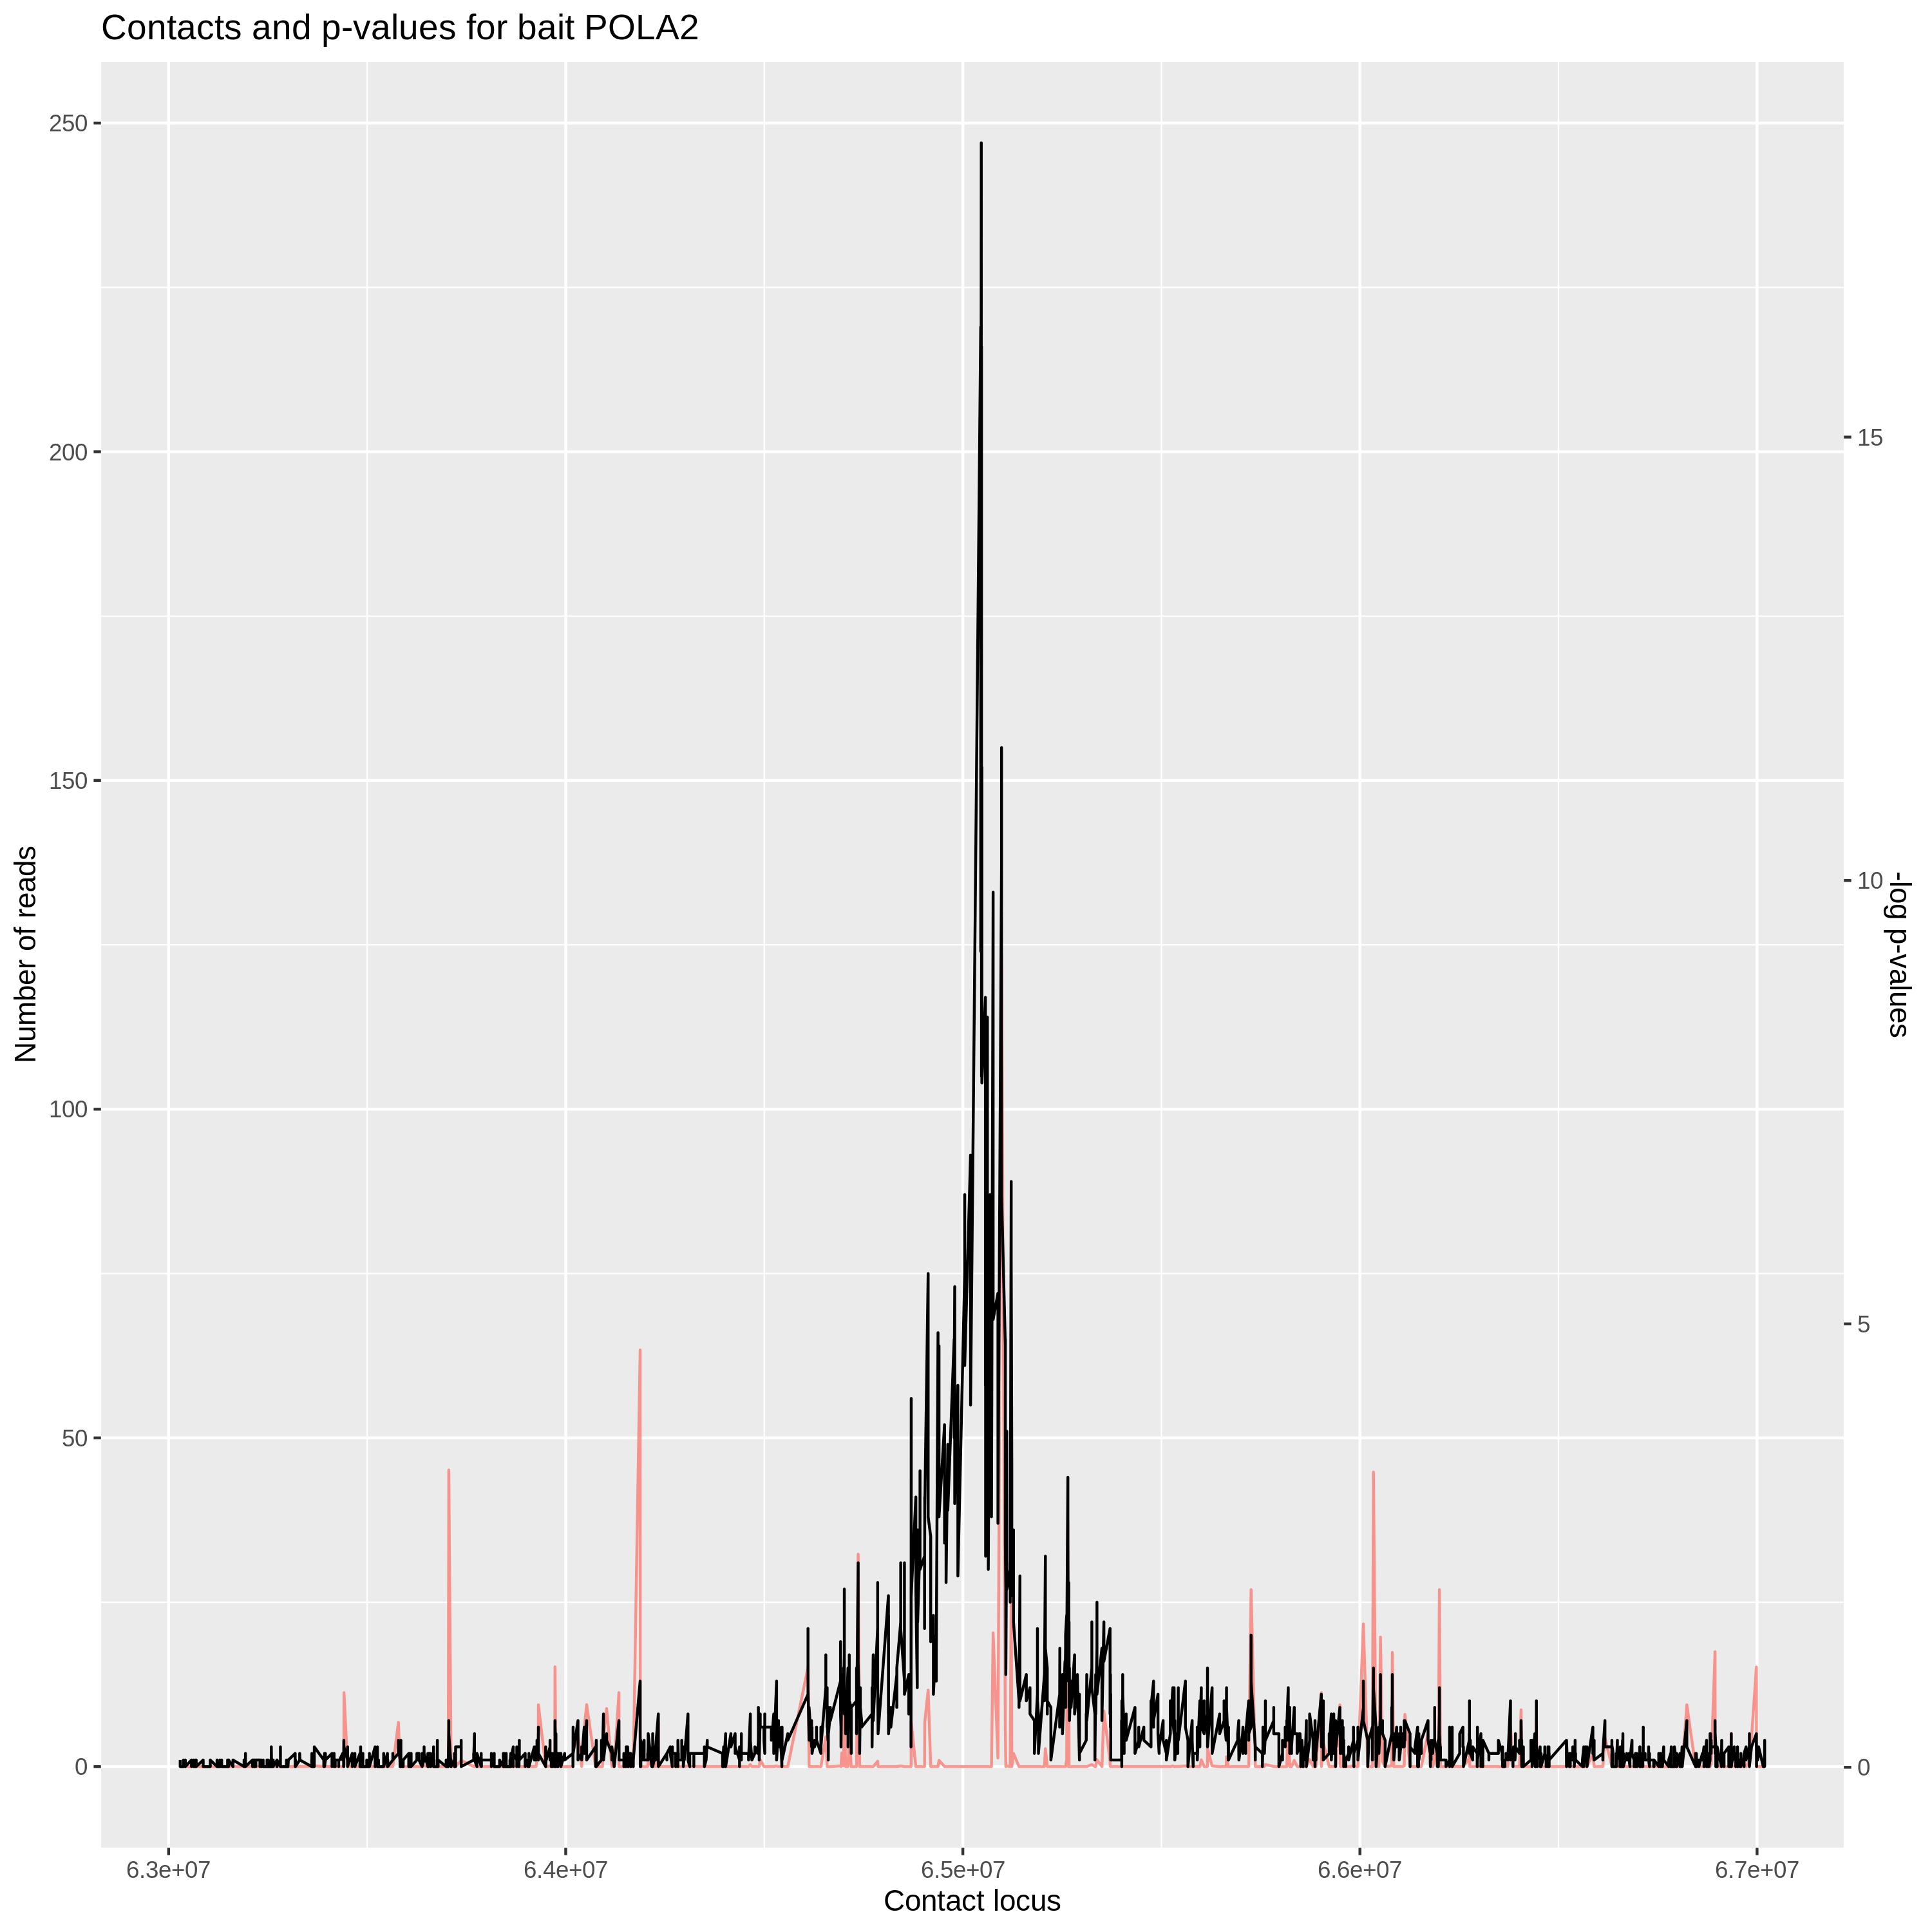 Contacts and p-values for bait POLA2
Number of reads
250
200
150
100
50
0
15
10
5
0
-log p-values
6.3e+07
6.4e+07
6.5e+07
6.6e+07
6.7e+07
Contact locus